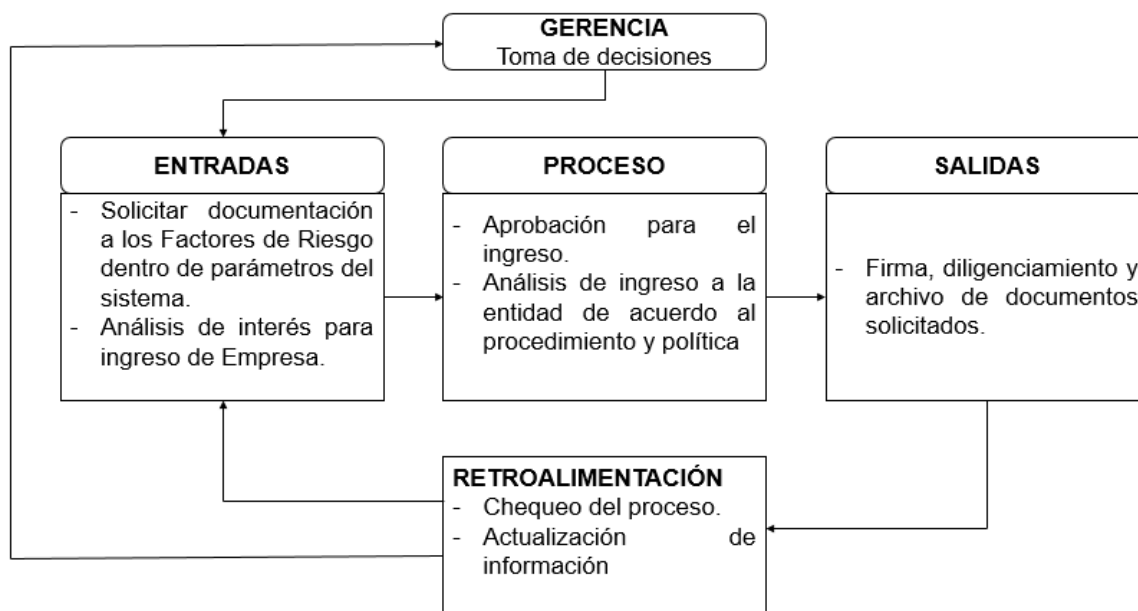 GERENCIA
Toma de decisiones
ENTRADAS
- Solicitar documentación
a los Factores de Riesgo
dentro de parámetros del
sistema.
- Análisis de interés para
ingreso de Empresa.
PROCESO
- Aprobación para el
ingreso.
- Análisis de ingreso a la
entidad de acuerdo al
procedimiento y política
SALIDAS
- Firma, diligenciamiento y
archivo de documentos
solicitados.
RETROALIMENTACIÓN
- Chequeo del proceso.
- Actualización de
información